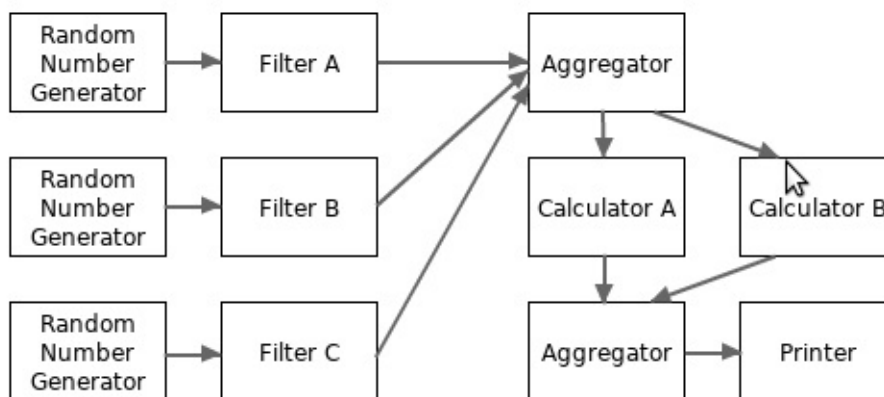 Random
Number
Generator
Filter A
Aggregator
Random
Number
Generator
Filter B
Calculator A
Calculator B
Random
Number
Generator
Filter C
Aggregator
Printer